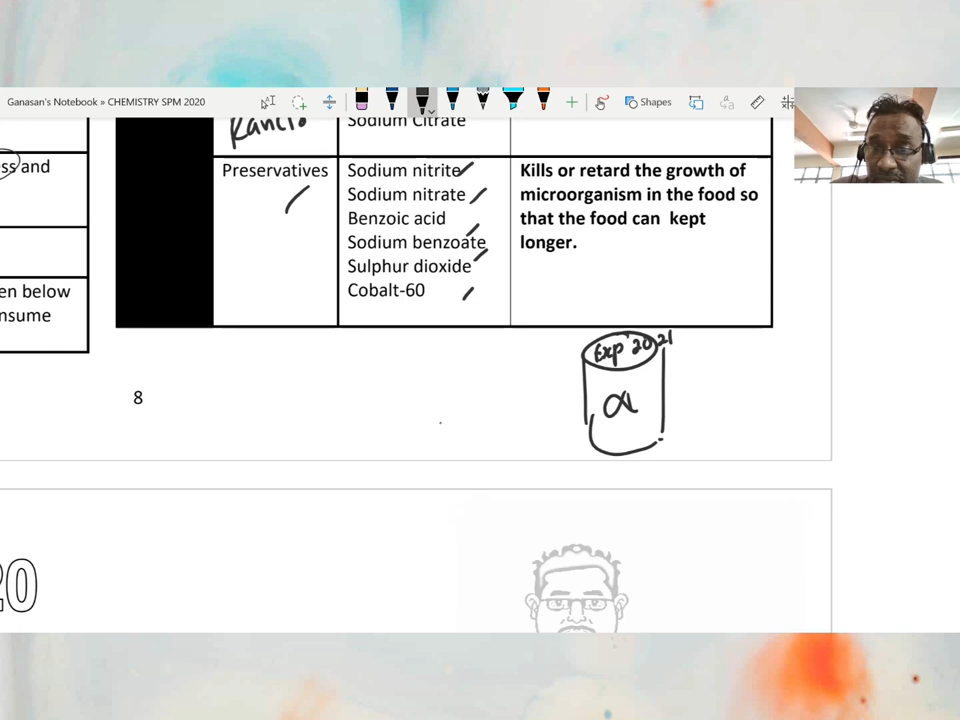 Ganasan's Notebook » CHEMISTRY SPM 2020
Shapes
Rancid
Sodium Citrate
ss and
Preservatives
Sodium nitrite
Sodium nitrate
Benzoic acid
Sodium benzoate
Sulphur dioxide
Cobalt-60
Kills or retard the growth of
microorganism in the food so
that the food can kept
longer.
en below
nsume
Exp 2021
α
8
20